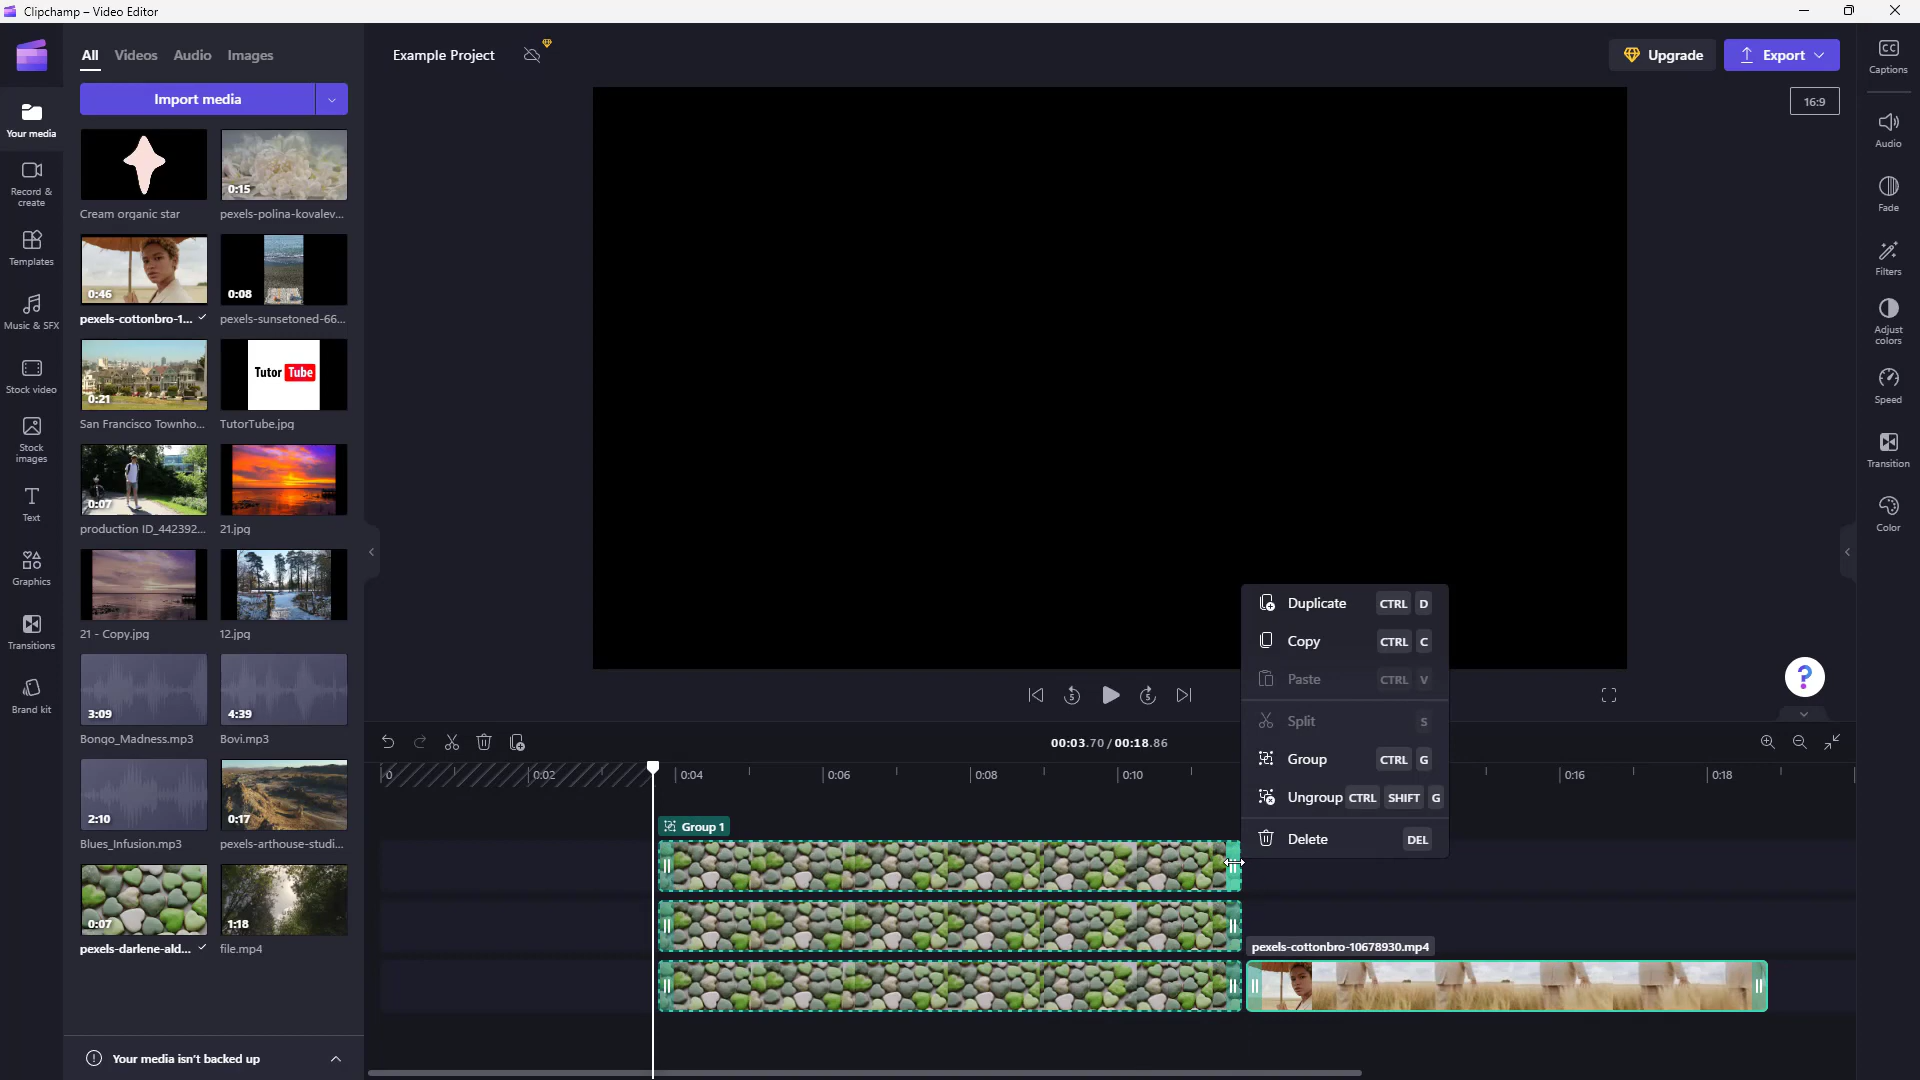 Clipchamp – Video Editor
All
Videos
Audio
Images
Import media
Example Project
Upgrade
Export
16:9
Your media
Record & create
Templates
Music & SFX
Stock video
Stock images
Text
Graphics
Transitions
Brand kit
Cream organic star
0:15
pexels-polina-kovalev...
0:46
pexels-cottonbro-1...
0:08
pexels-sunsetoned-66...
0:21
San Francisco Townho...
Tutor Tube
TutorTube.jpg
0:07
production ID_442392...
21.jpg
21 - Copy.jpg
12.jpg
3:09
Bongo_Madness.mp3
4:39
Bovi.mp3
2:10
Blues_Infusion.mp3
0:17
pexels-arthouse-studi...
0:07
pexels-darlene-ald...
1:18
file.mp4
Your media isn't backed up
Captions
Audio
Fade
Filters
Adjust colors
Speed
Transition
Color
?
5
5
00:03.70 / 00:18.86
0
0:02
0:04
0:06
0:08
0:10
0:16
0:18
Duplicate CTRL D
Copy CTRL C
Paste CTRL V
Split S
Group CTRL G
Ungroup CTRL SHIFT G
Delete DEL
Group 1
pexels-cottonbro-10678930.mp4